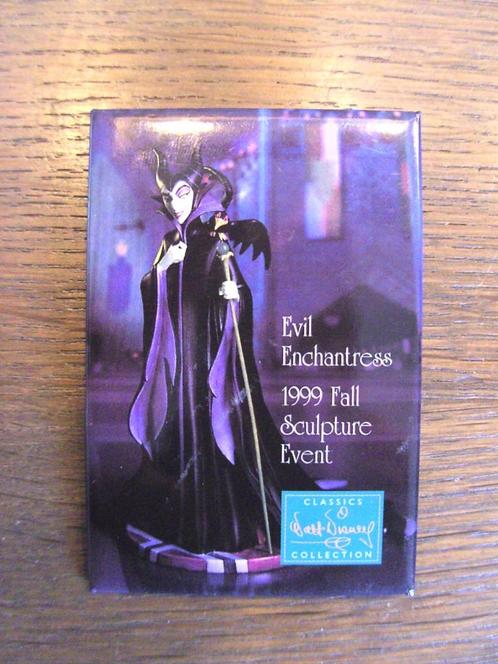 Evil
Enchantress
1999 Fall
Sculpture
Event
CLASSICS
Walt Disney
COLLECTION